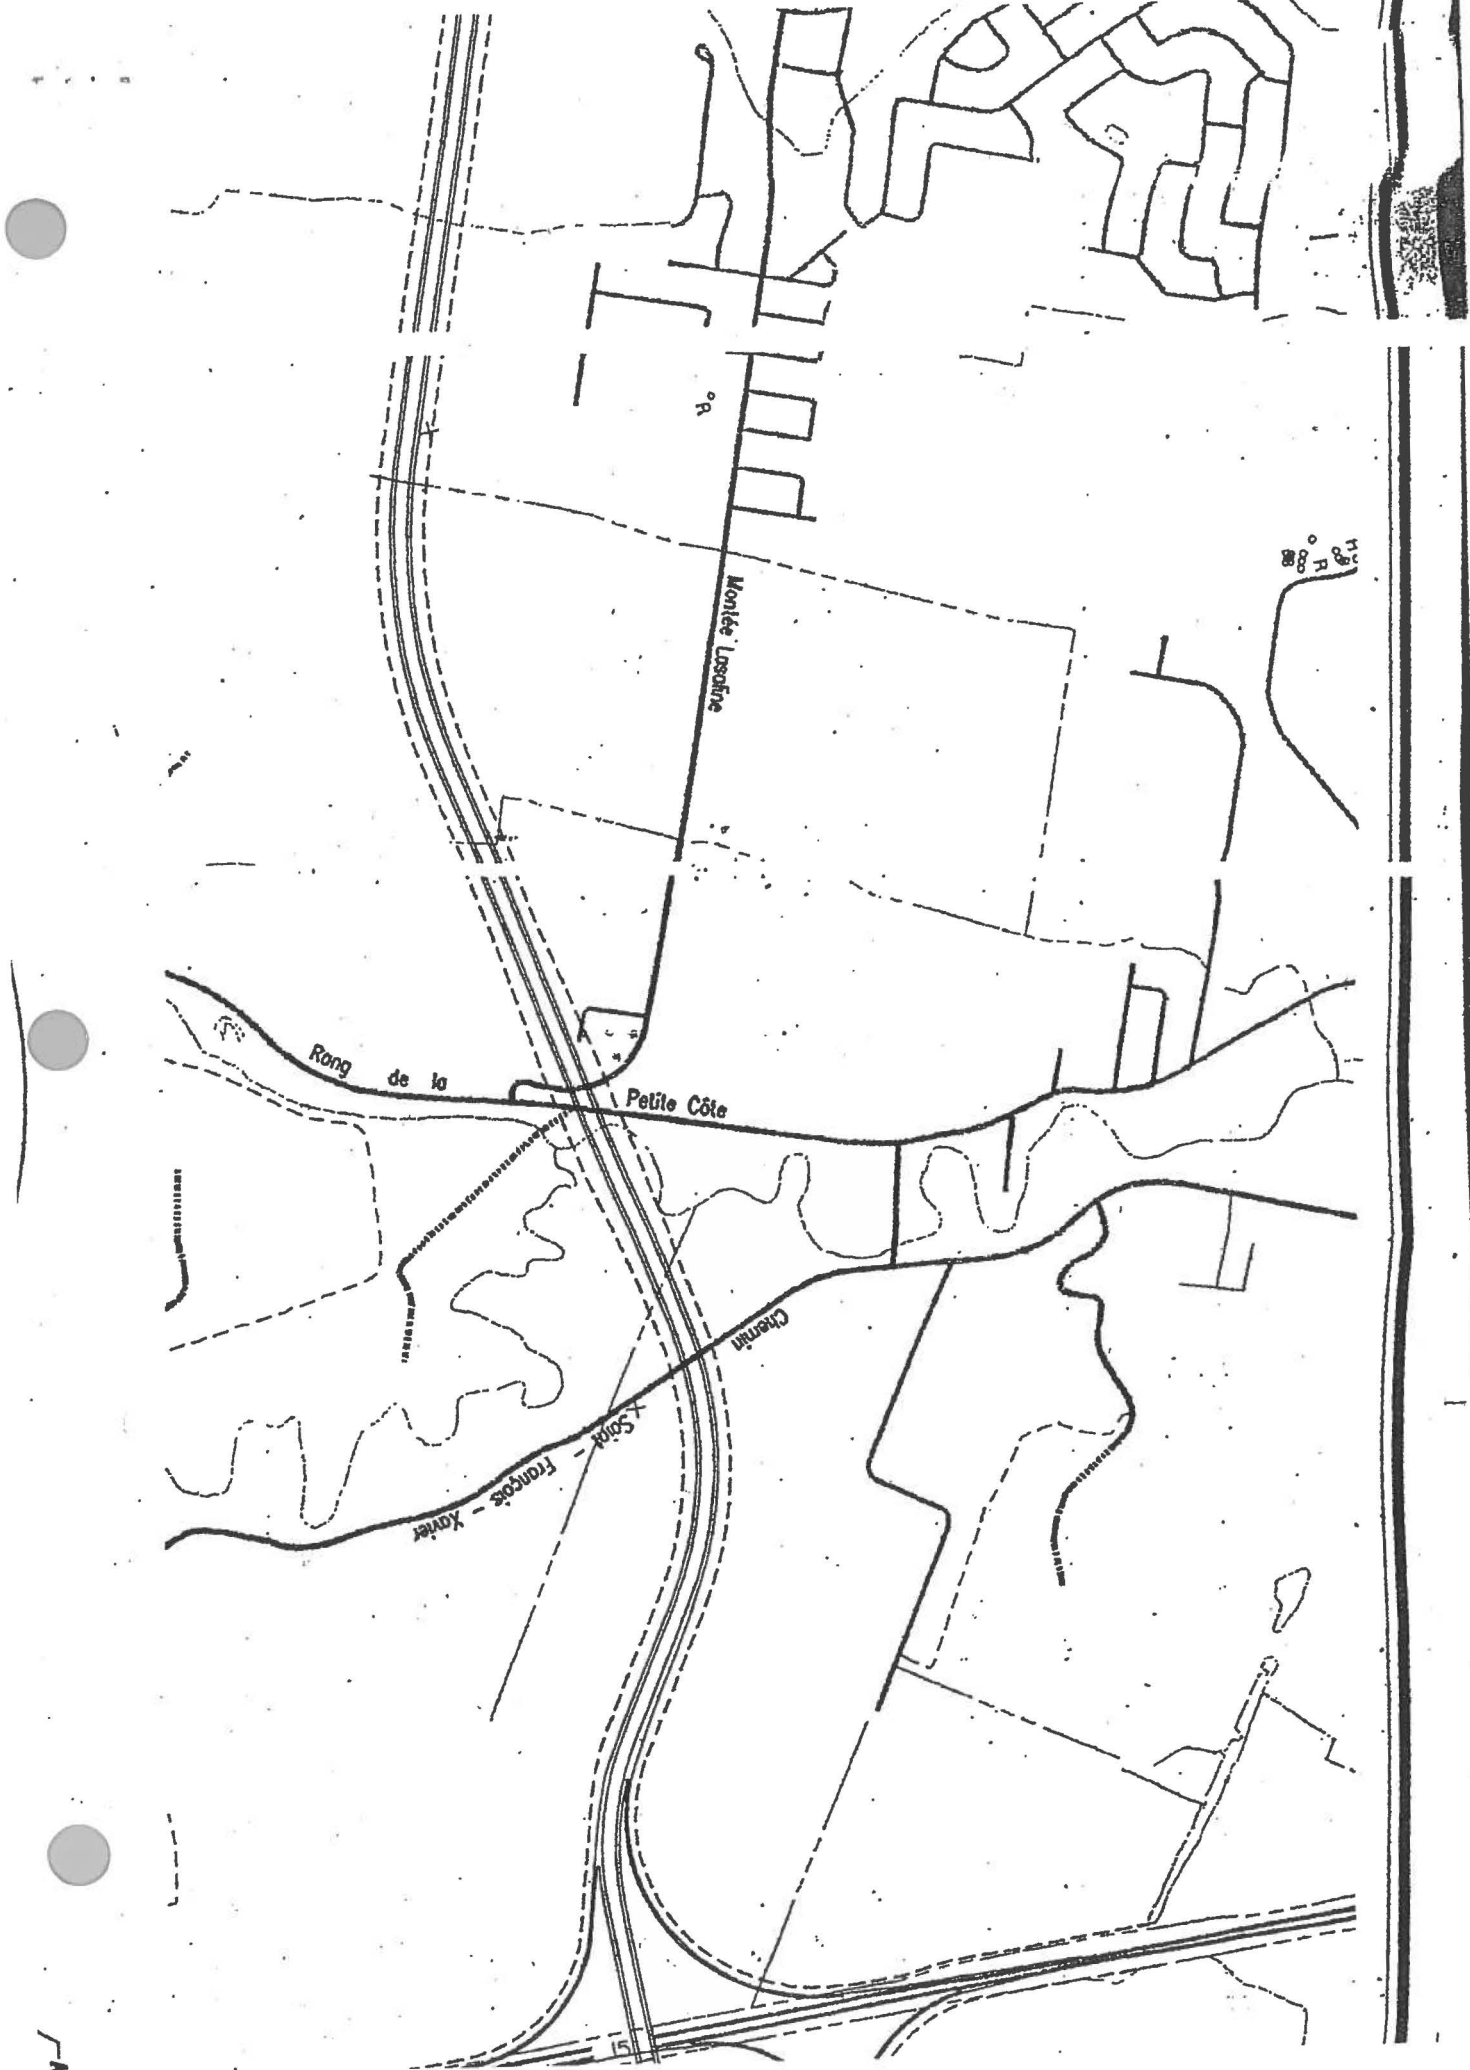 R
R
Montée Lasaline
Rang de la Petite Côte
Chemin
Saint - François - Xavier
15